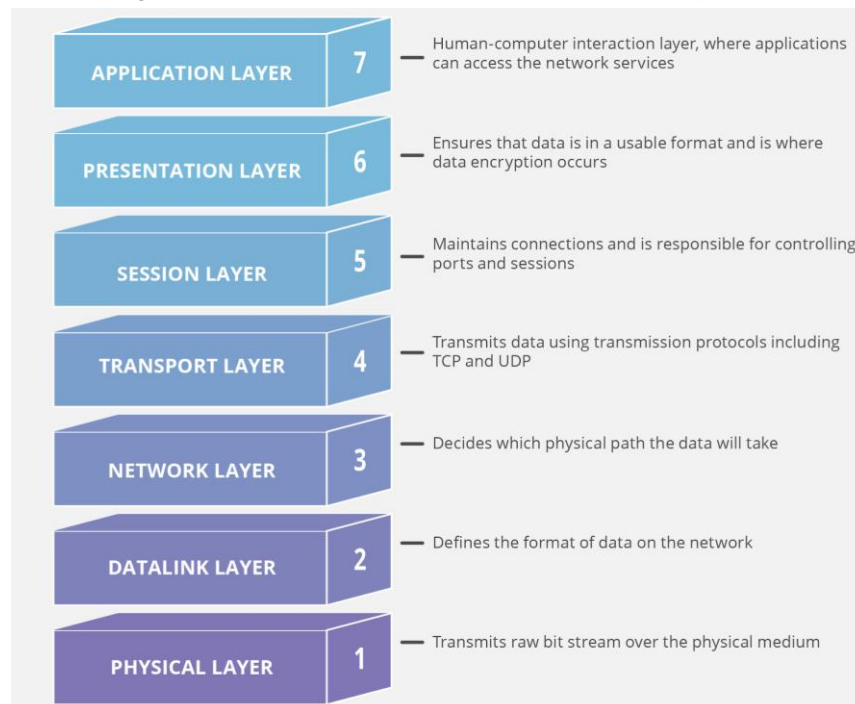 APPLICATION LAYER
7
Human-computer interaction layer, where applications
can access the network services
PRESENTATION LAYER
6
Ensures that data is in a usable format and is where
data encryption occurs
SESSION LAYER
5
Maintains connections and is responsible for controlling
ports and sessions
TRANSPORT LAYER
4
Transmits data using transmission protocols including
TCP and UDP
NETWORK LAYER
3
Decides which physical path the data will take
DATALINK LAYER
2
Defines the format of data on the network
PHYSICAL LAYER
1
Transmits raw bit stream over the physical medium